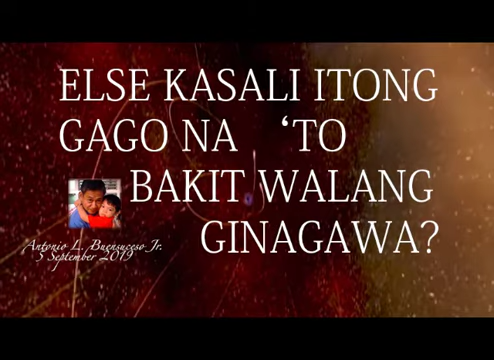 ELSE KASALI ITONG
GAGO NA ‘TO
BAKIT WALANG
GINAGAWA?
Antonio L. Buensuceso Jr.
5 September 2019